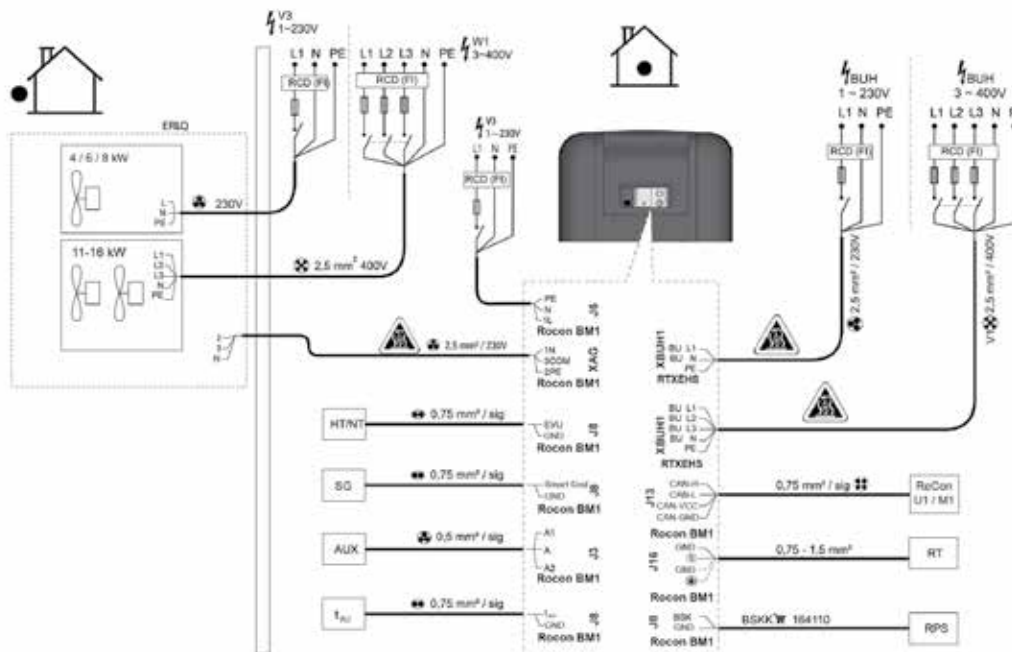 V3
1~230V
L1 N PE
RCD (FI)
W1
3~400V
L1 L2 L3 N PE
RCD (FI)
V3
1~230V
L1 N PE
RCD (FI)
BUH
1 ~ 230V
L1 N PE
RCD (FI)
BUH
3 ~ 400V
L1 L2 L3 N
RCD (FI)
ERLQ
4 / 6 / 8 kW
L
N
PE
230V
11-16 kW
L1
L2
L3
N
PE
2,5 mm² 400V
2
3
N
2,5 mm² / 230V
PE
N
J6
Rocon BM1
1N
3COM
2PE
XAG
Rocon BM1
HT/NT
0,75 mm² / sig
EVU
GND
J8
Rocon BM1
SG
0,75 mm² / sig
Smart Grid
GND
J8
Rocon BM1
AUX
0,5 mm² / sig
A1
A
A2
J3
Rocon BM1
0,75 mm² / sig
GND
J8
Rocon BM1
BU L1
BU N
PE
XBUH1
RTXEHS
2,5 mm² / 230V
BU L1
BU L2
BU L3
BU N
PE
XBUH1
RTXEHS
V1 2,5 mm² / 400V
CAN-H
CAN-L
CAN-VCC
CAN-GND
J13
Rocon BM1
0,75 mm² / sig
RoCon
U1 / M1
GND
J16
Rocon BM1
0,75 - 1,5 mm²
RT
BSK
GND
J8
Rocon BM1
BSKK 164110
RPS